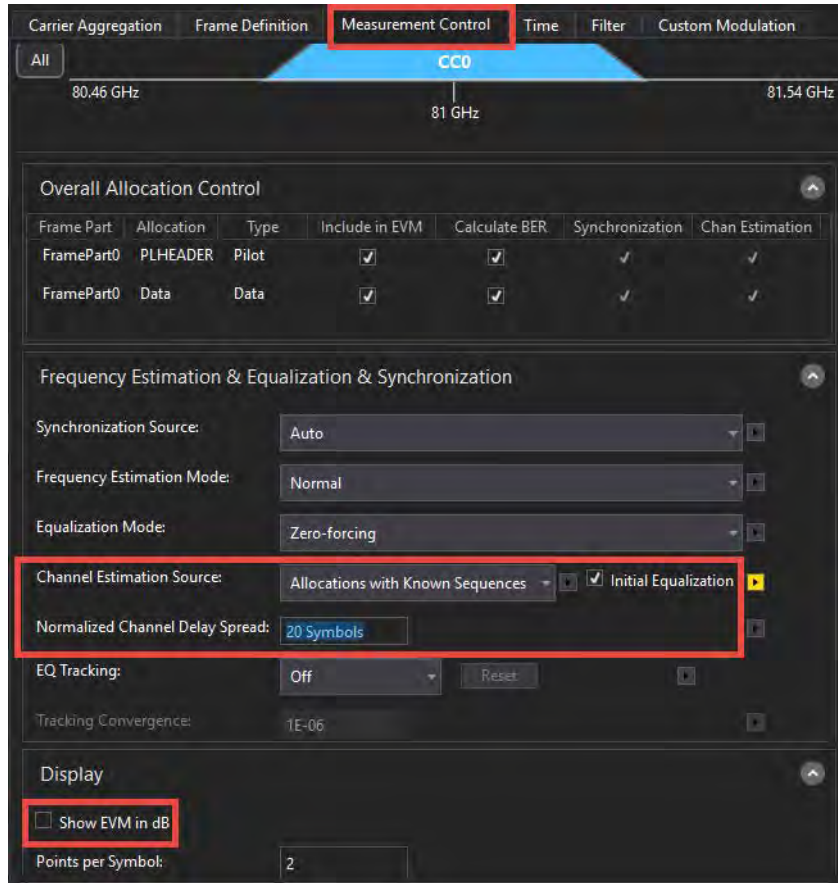 Carrier Aggregation Frame Definition Measurement Control Time Filter Custom Modulation
All
CC0
80.46 GHz 81.54 GHz
81 GHz
Overall Allocation Control
Frame Part Allocation Type Include in EVM Calculate BER Synchronization Chan Estimation
FramePart0 PLHEADER Pilot
FramePart0 Data Data
Frequency Estimation & Equalization & Synchronization
Synchronization Source: Auto
Frequency Estimation Mode: Normal
Equalization Mode: Zero-forcing
Channel Estimation Source: Allocations with Known Sequences Initial Equalization
Normalized Channel Delay Spread: 20 Symbols
EQ Tracking: Off Reset
Tracking Convergence: 1E-06
Display
Show EVM in dB
Points per Symbol: 2